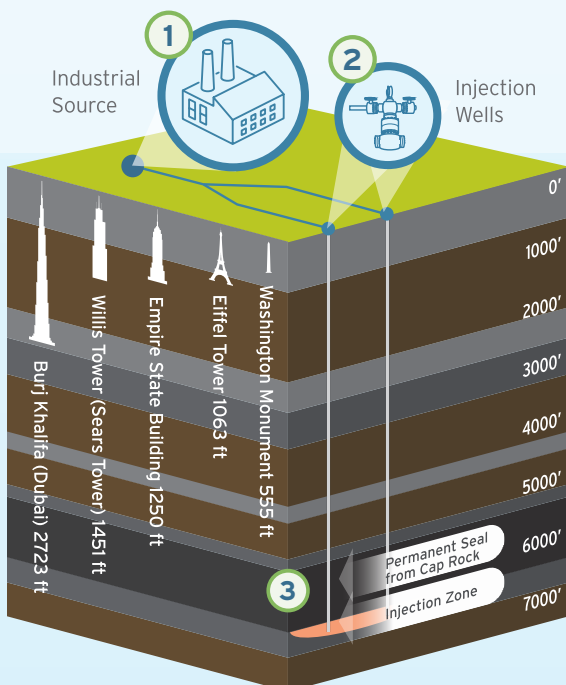 1
Industrial
Source
2
Injection
Wells
0'
1000'
2000'
3000'
4000'
5000'
6000'
7000'
Burj Khalifa (Dubai) 2723 ft
Willis Tower (Sears Tower) 1451 ft
Empire State Building 1250 ft
Eiffel Tower 1063 ft
Washington Monument 555 ft
3
Permanent Seal
from Cap Rock
Injection Zone